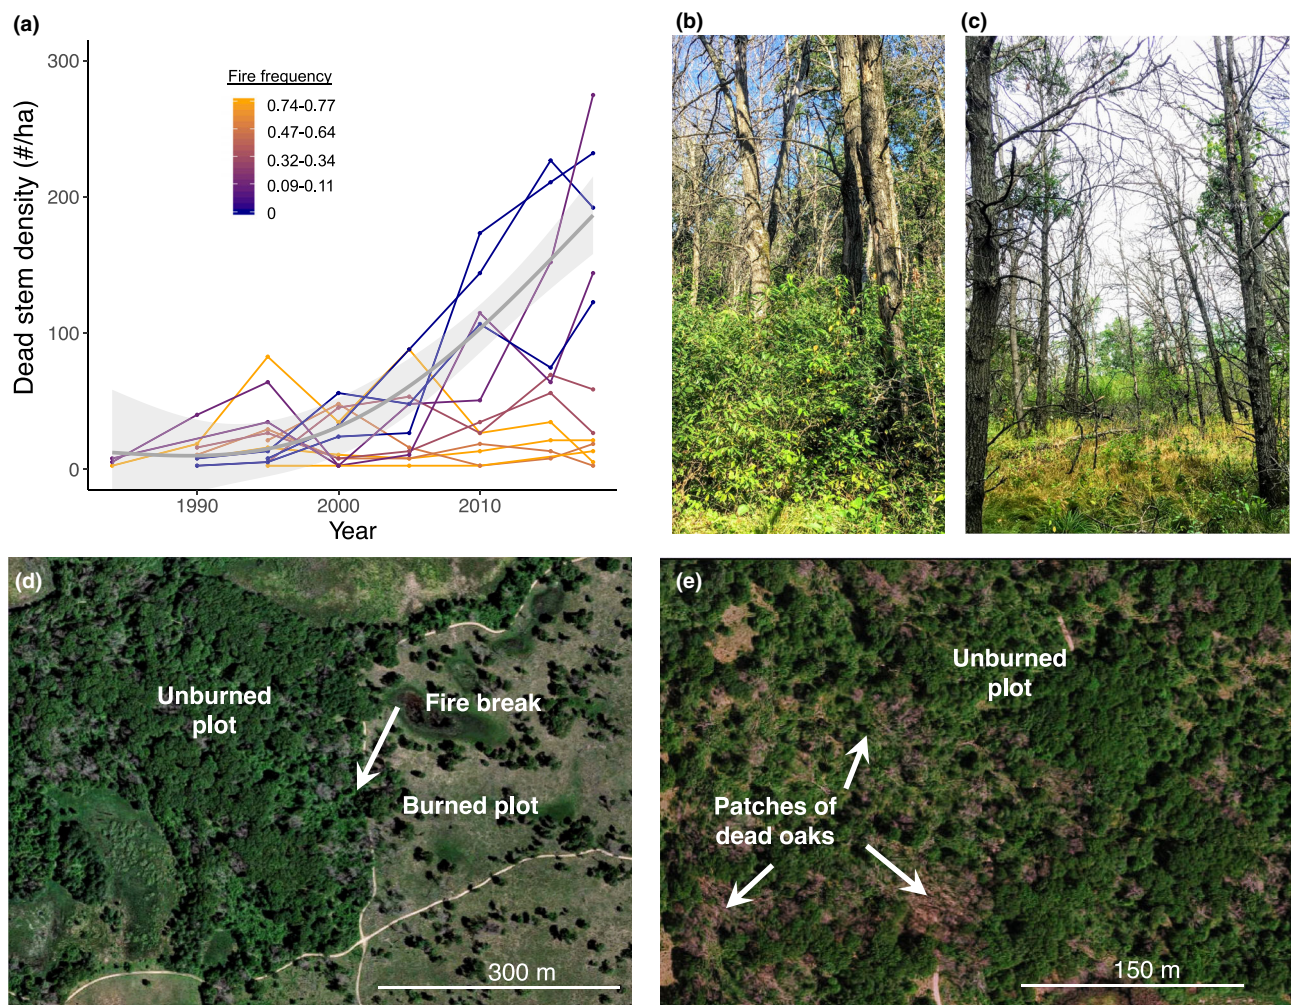 (a)
Dead stem density (#/ha)
300
200
100
0
Fire frequency
0.74-0.77
0.47-0.64
0.32-0.34
0.09-0.11
0
1990
2000
2010
Year
(b)
(c)
(d)
Unburned
plot
Fire break
Burned plot
300 m
(e)
Unburned
plot
Patches of
dead oaks
150 m